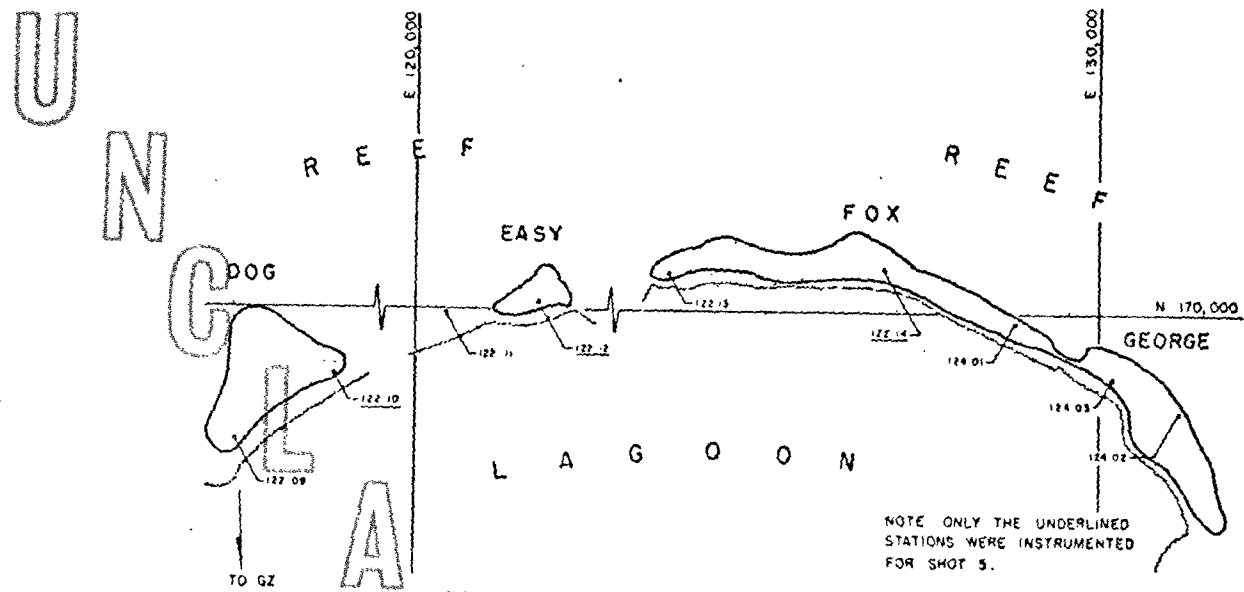 UNCLA
E 120,000
E 130,000
REEF
REEF
FOX
EASY
DOG
N 170,000
GEORGE
122.13
122.14
122.11
122.12
124.01
122.10
124.03
122.09
124.02
LAGOON
NOTE ONLY THE UNDERLINED
STATIONS WERE INSTRUMENTED
FOR SHOT 5.
TO GZ